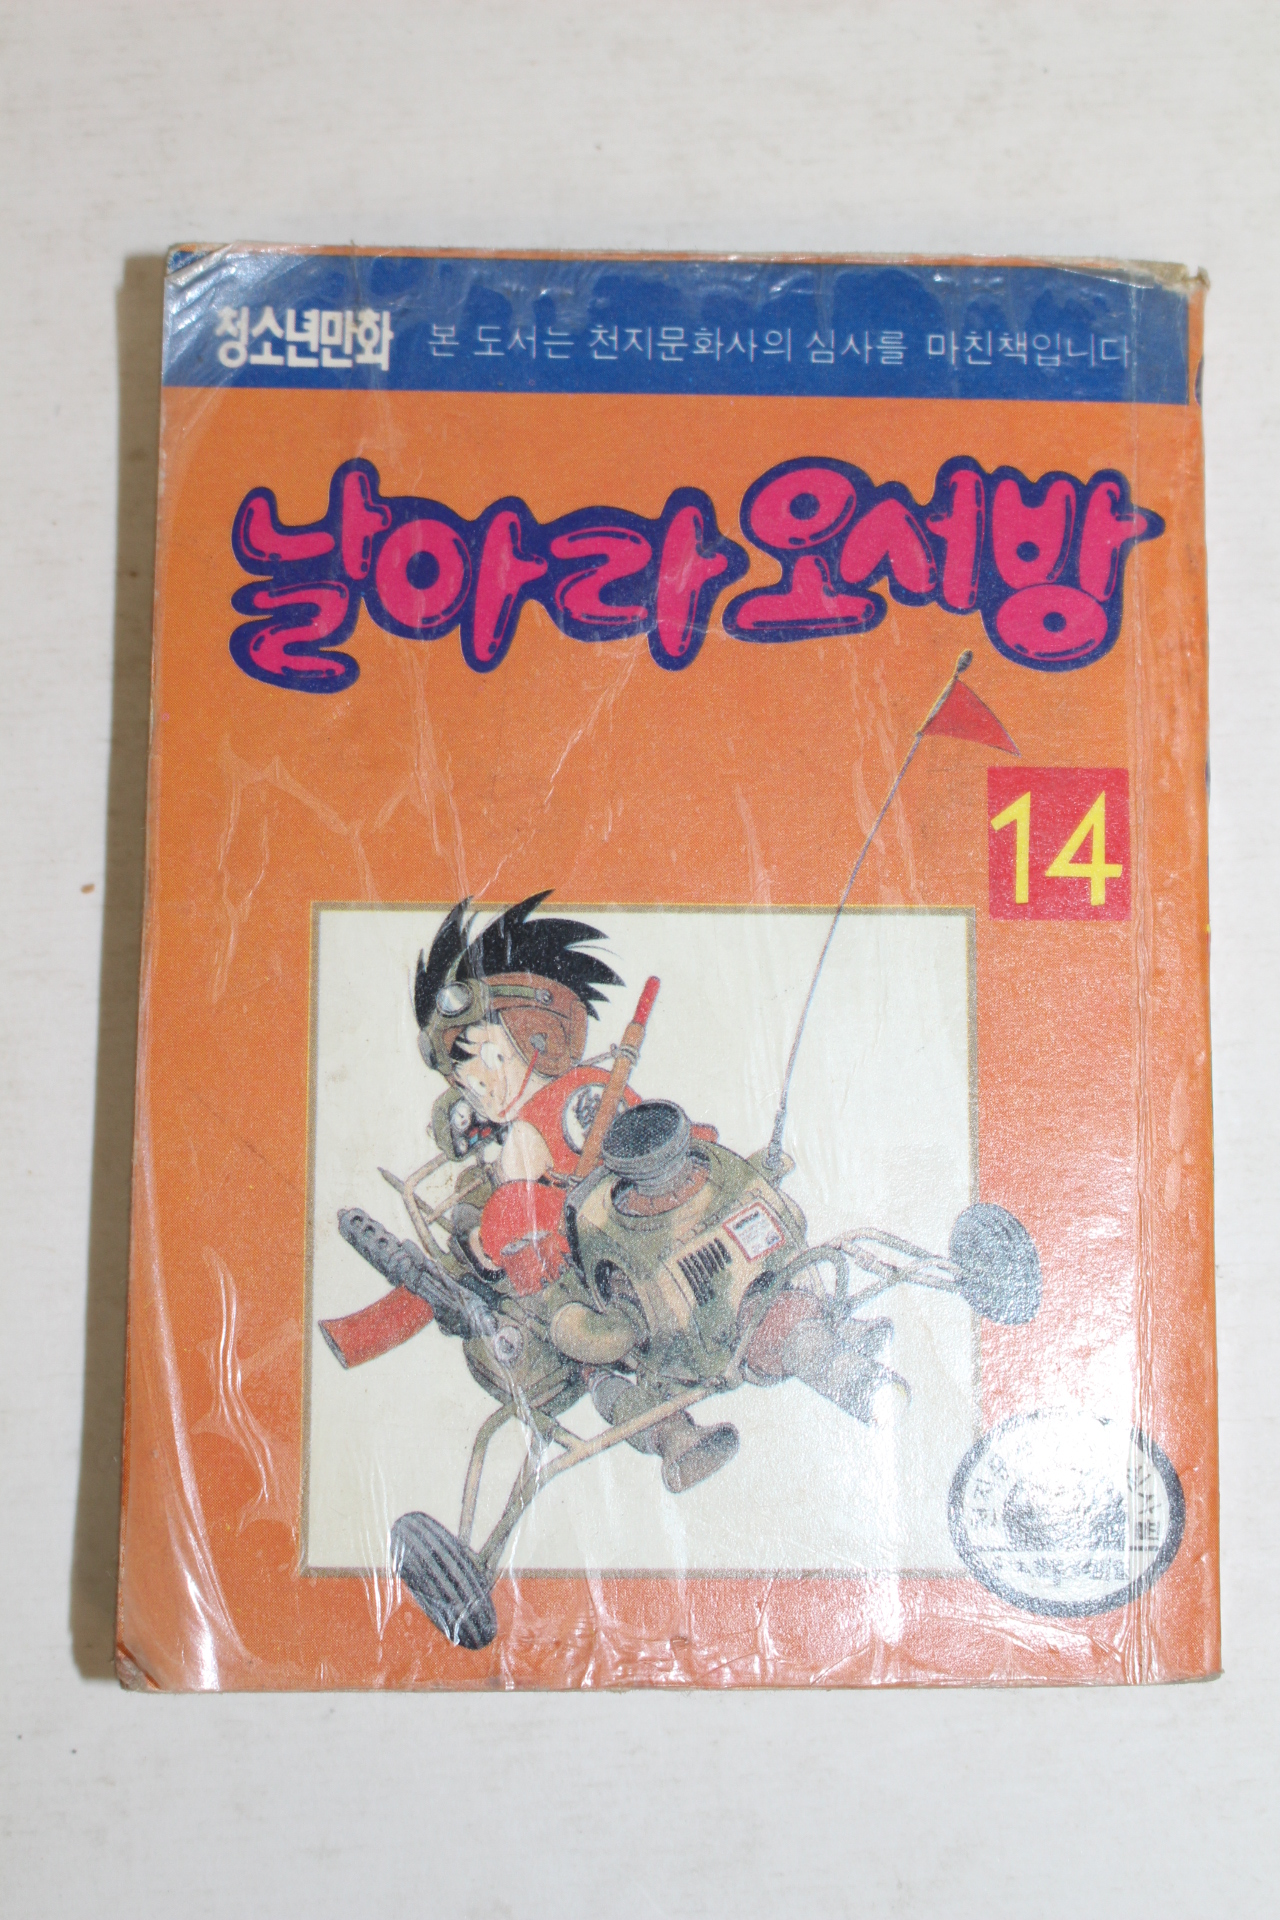 청소년만화 본 도서는 천지문화사의 심사를 마친책입니다
날아라 오서방
14